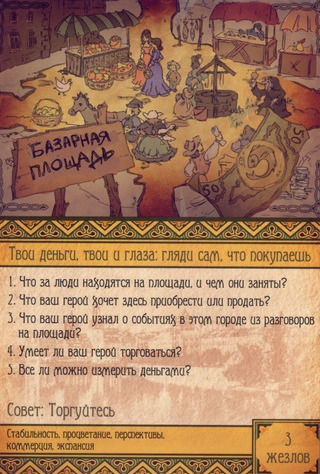 БАЗАРНАЯ
ПЛОЩАДЬ
50
50
Твои деньги, твои и глаза: гляди сам, что покупаешь
1. Что за люди находятся на площади, и чем они заняты?
2. Что ваш герой хочет здесь приобрести или продать?
3. Что ваш герой узнал о событиях в этом городе из разговоров
на площади?
4. Умеет ли ваш герой торговаться?
5. Все ли можно измерить деньгами?
Совет: Торгуйтесь
Стабильность, процветание, перспективы,
коммерция, экспансия
3
жезлов